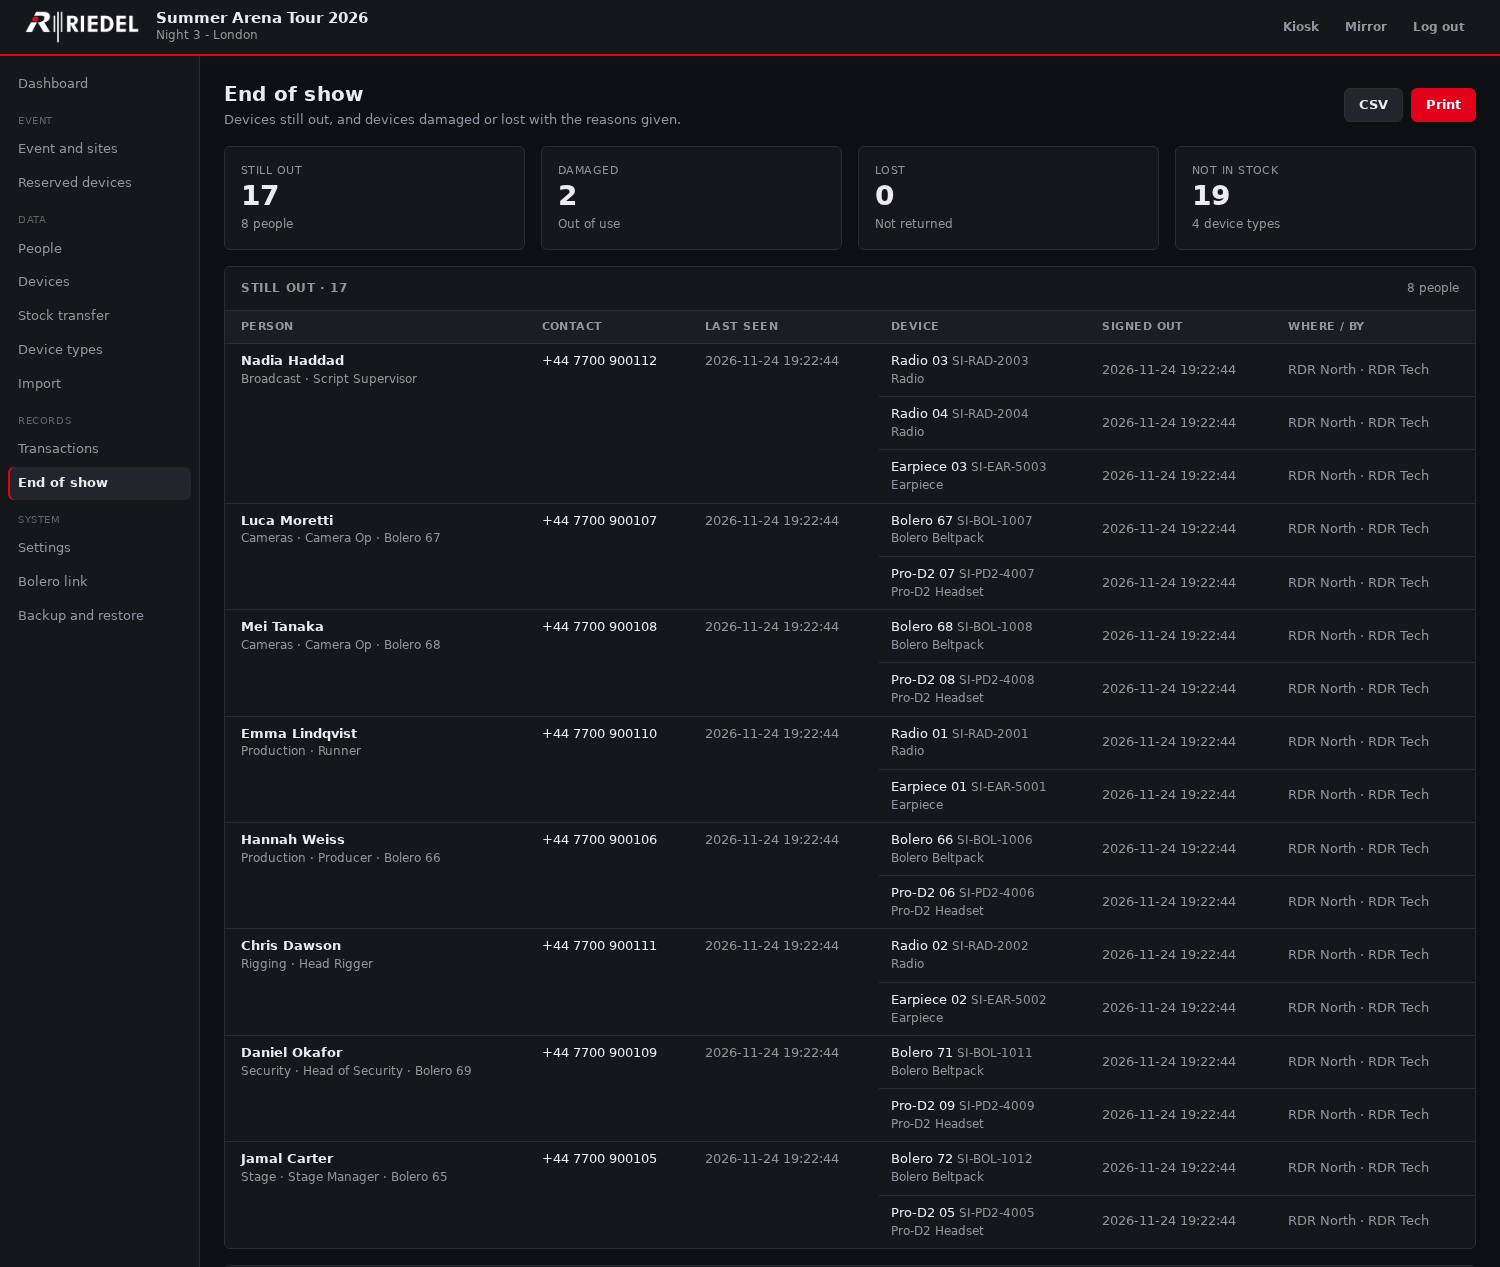 RIEDEL
Summer Arena Tour 2026
Night 3 - London
Kiosk Mirror Log out
Dashboard
EVENT
Event and sites
Reserved devices
DATA
People
Devices
Stock transfer
Device types
Import
RECORDS
Transactions
End of show
SYSTEM
Settings
Bolero link
Backup and restore
End of show
Devices still out, and devices damaged or lost with the reasons given.
CSV Print
STILL OUT
17
8 people
DAMAGED
2
Out of use
LOST
0
Not returned
NOT IN STOCK
19
4 device types
STILL OUT · 17 8 people
PERSON CONTACT LAST SEEN DEVICE SIGNED OUT WHERE / BY
Nadia Haddad +44 7700 900112 2026-11-24 19:22:44 Radio 03 SI-RAD-2003 2026-11-24 19:22:44 RDR North · RDR Tech
Broadcast · Script Supervisor Radio
Radio 04 SI-RAD-2004 2026-11-24 19:22:44 RDR North · RDR Tech
Radio
Earpiece 03 SI-EAR-5003 2026-11-24 19:22:44 RDR North · RDR Tech
Earpiece
Luca Moretti +44 7700 900107 2026-11-24 19:22:44 Bolero 67 SI-BOL-1007 2026-11-24 19:22:44 RDR North · RDR Tech
Cameras · Camera Op · Bolero 67 Bolero Beltpack
Pro-D2 07 SI-PD2-4007 2026-11-24 19:22:44 RDR North · RDR Tech
Pro-D2 Headset
Mei Tanaka +44 7700 900108 2026-11-24 19:22:44 Bolero 68 SI-BOL-1008 2026-11-24 19:22:44 RDR North · RDR Tech
Cameras · Camera Op · Bolero 68 Bolero Beltpack
Pro-D2 08 SI-PD2-4008 2026-11-24 19:22:44 RDR North · RDR Tech
Pro-D2 Headset
Emma Lindqvist +44 7700 900110 2026-11-24 19:22:44 Radio 01 SI-RAD-2001 2026-11-24 19:22:44 RDR North · RDR Tech
Production · Runner Radio
Earpiece 01 SI-EAR-5001 2026-11-24 19:22:44 RDR North · RDR Tech
Earpiece
Hannah Weiss +44 7700 900106 2026-11-24 19:22:44 Bolero 66 SI-BOL-1006 2026-11-24 19:22:44 RDR North · RDR Tech
Production · Producer · Bolero 66 Bolero Beltpack
Pro-D2 06 SI-PD2-4006 2026-11-24 19:22:44 RDR North · RDR Tech
Pro-D2 Headset
Chris Dawson +44 7700 900111 2026-11-24 19:22:44 Radio 02 SI-RAD-2002 2026-11-24 19:22:44 RDR North · RDR Tech
Rigging · Head Rigger Radio
Earpiece 02 SI-EAR-5002 2026-11-24 19:22:44 RDR North · RDR Tech
Earpiece
Daniel Okafor +44 7700 900109 2026-11-24 19:22:44 Bolero 71 SI-BOL-1011 2026-11-24 19:22:44 RDR North · RDR Tech
Security · Head of Security · Bolero 69 Bolero Beltpack
Pro-D2 09 SI-PD2-4009 2026-11-24 19:22:44 RDR North · RDR Tech
Pro-D2 Headset
Jamal Carter +44 7700 900105 2026-11-24 19:22:44 Bolero 72 SI-BOL-1012 2026-11-24 19:22:44 RDR North · RDR Tech
Stage · Stage Manager · Bolero 65 Bolero Beltpack
Pro-D2 05 SI-PD2-4005 2026-11-24 19:22:44 RDR North · RDR Tech
Pro-D2 Headset